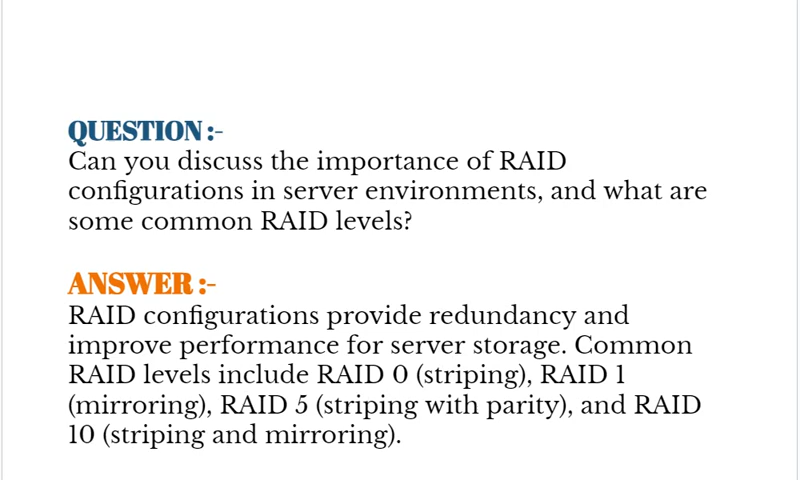 QUESTION :-
Can you discuss the importance of RAID
configurations in server environments, and what are
some common RAID levels?
ANSWER :-
RAID configurations provide redundancy and
improve performance for server storage. Common
RAID levels include RAID 0 (striping), RAID 1
(mirroring), RAID 5 (striping with parity), and RAID
10 (striping and mirroring).